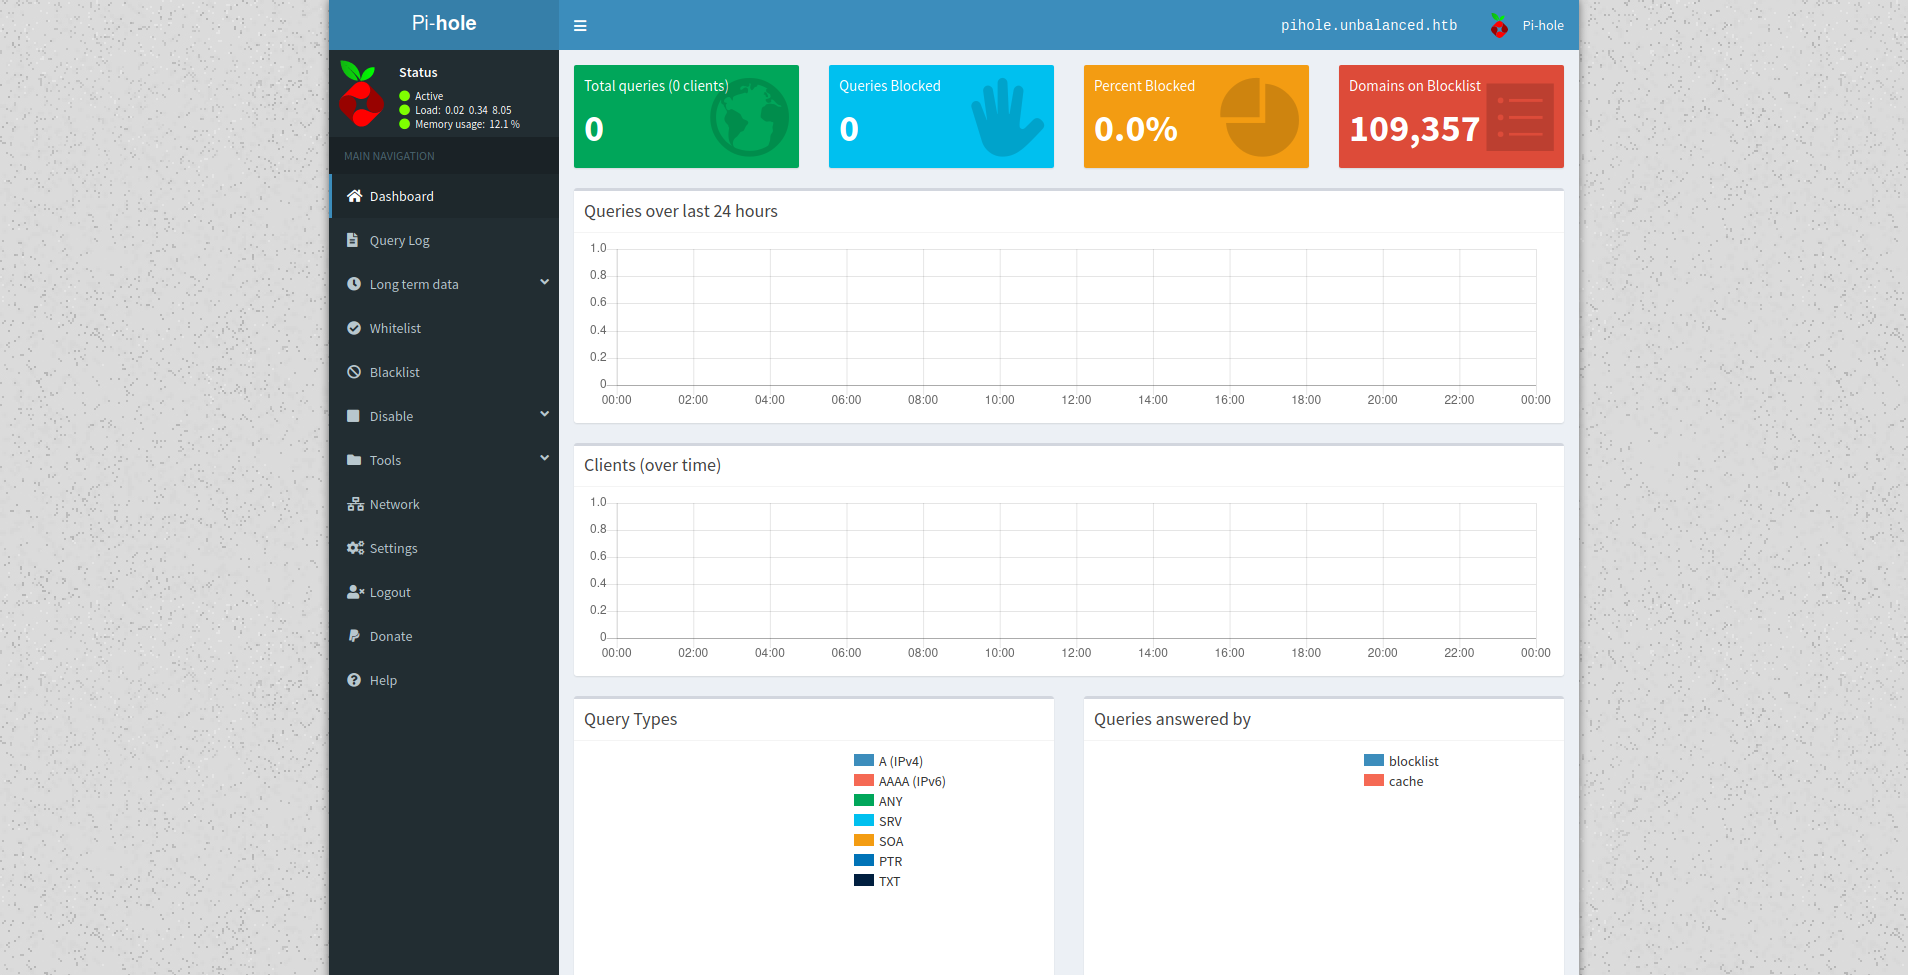 Pi-hole
pihole.unbalanced.htb
Pi-hole
Status
Active
Load: 0.02 0.34 8.05
Memory usage: 12.1 %
MAIN NAVIGATION
Dashboard
Query Log
Long term data
Whitelist
Blacklist
Disable
Tools
Network
Settings
Logout
Donate
Help
Total queries (0 clients)
0
Queries Blocked
0
Percent Blocked
0.0%
Domains on Blocklist
109,357
Queries over last 24 hours
1.0
0.8
0.6
0.4
0.2
0
00:00 02:00 04:00 06:00 08:00 10:00 12:00 14:00 16:00 18:00 20:00 22:00 00:00
Clients (over time)
1.0
0.8
0.6
0.4
0.2
0
00:00 02:00 04:00 06:00 08:00 10:00 12:00 14:00 16:00 18:00 20:00 22:00 00:00
Query Types
A (IPv4)
AAAA (IPv6)
ANY
SRV
SOA
PTR
TXT
Queries answered by
blocklist
cache